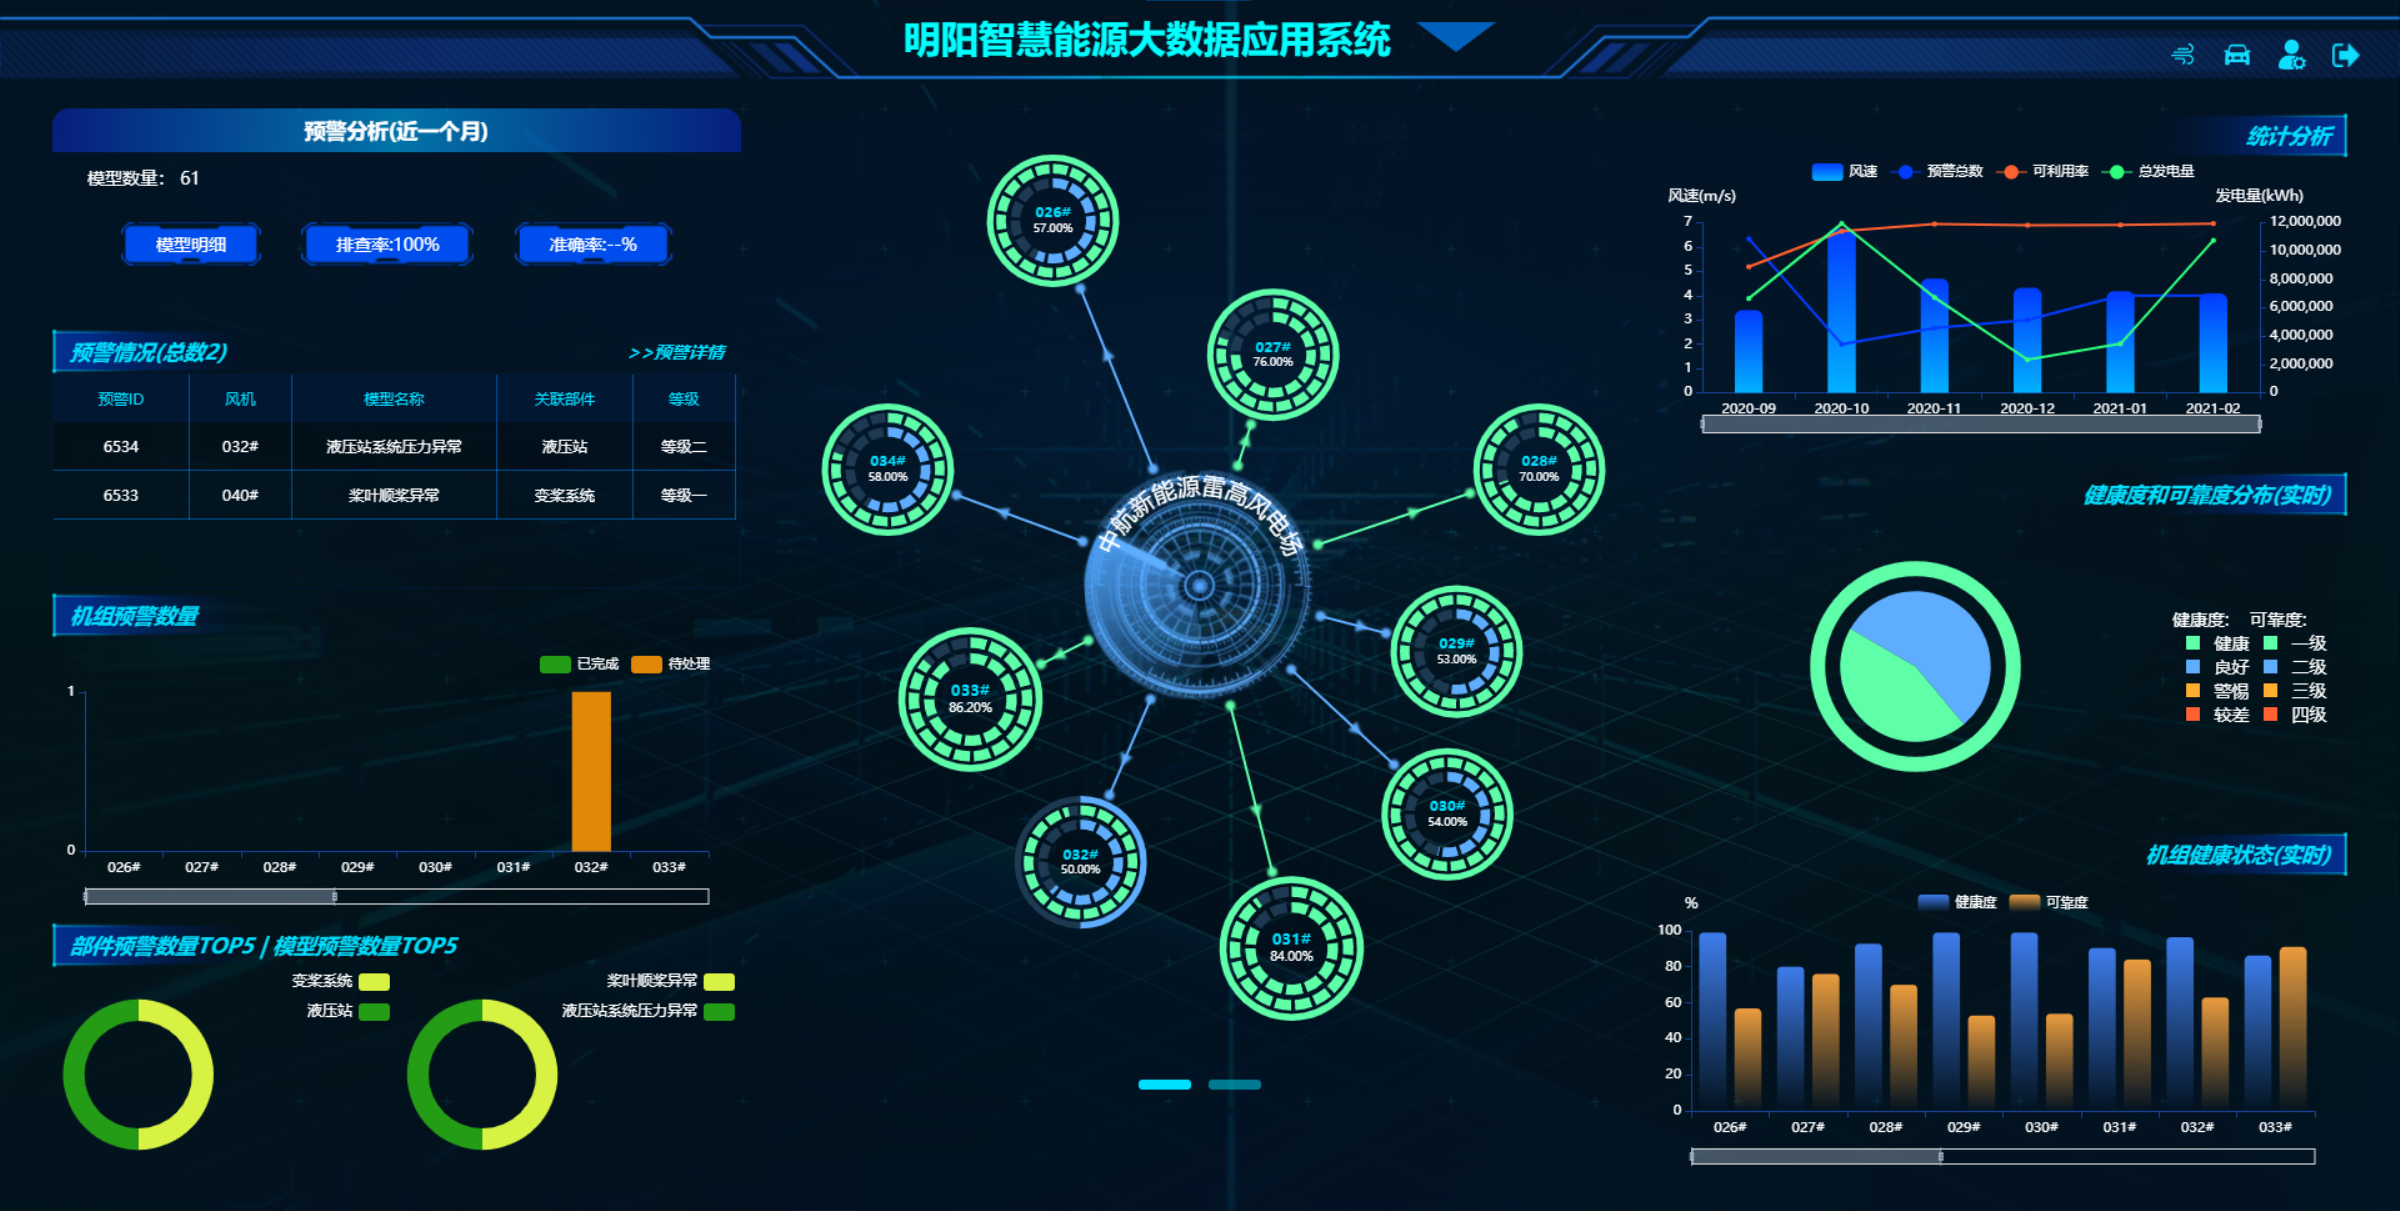 明阳智慧能源大数据应用系统
预警分析(近一个月)
模型数量： 61
模型明细 排查率:100% 准确率:--%
预警情况(总数2) >>预警详情
预警ID 风机 模型名称 关联部件 等级
6534 032# 液压站系统压力异常 液压站 等级二
6533 040# 桨叶顺桨异常 变桨系统 等级一
机组预警数量
已完成 待处理
1
0
026# 027# 028# 029# 030# 031# 032# 033#
部件预警数量TOP5 / 模型预警数量TOP5
变桨系统
液压站
桨叶顺桨异常
液压站系统压力异常
中航新能源雷高风电场
026#
57.00%
027#
76.00%
028#
70.00%
029#
53.00%
030#
54.00%
031#
84.00%
032#
50.00%
033#
86.20%
034#
58.00%
统计分析
风速 预警总数 可利用率 总发电量
风速(m/s) 发电量(kWh)
7
6
5
4
3
2
1
0
12,000,000
10,000,000
8,000,000
6,000,000
4,000,000
2,000,000
0
2020-09 2020-10 2020-11 2020-12 2021-01 2021-02
健康度和可靠度分布(实时)
健康度: 可靠度:
健康 一级
良好 二级
警惕 三级
较差 四级
机组健康状态(实时)
% 健康度 可靠度
100
80
60
40
20
0
026# 027# 028# 029# 030# 031# 032# 033#